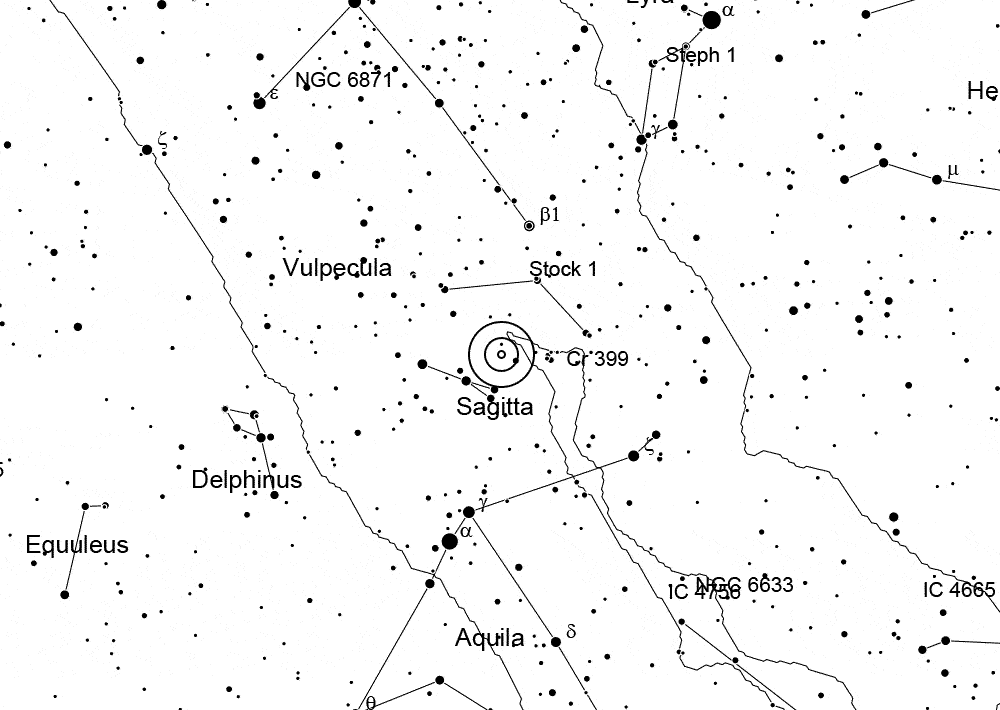 Lyra
α
Steph 1
NGC 6871
ε
He
ζ
γ
μ
β1
Vulpecula
Stock 1
Cr 399
Sagitta
ζ
Delphinus
γ
α
Equuleus
NGC 6633
IC 4756
IC 4665
Aquila
δ
θ